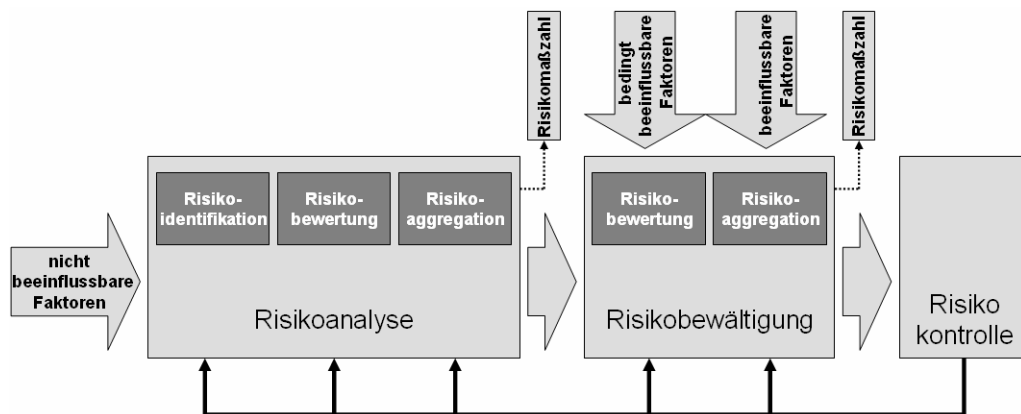 Risikomaßzahl
bedingt
beeinflussbare
Faktoren
beeinflussbare
Faktoren
Risikomaßzahl
nicht
beeinflussbare
Faktoren
Risiko-
identifikation
Risiko-
bewertung
Risiko-
aggregation
Risikoanalyse
Risiko-
bewertung
Risiko-
aggregation
Risikobewältigung
Risiko
kontrolle